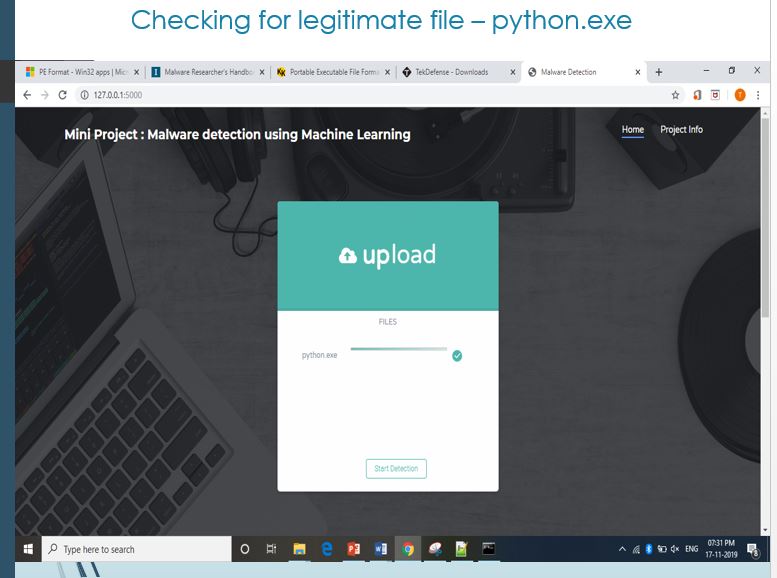 Checking for legitimate file – python.exe
PE Format - Win32 apps | Mic
Malware Researcher's Handbo
Portable Executable File Forma
TekDefense - Downloads
Malware Detection
127.0.0.1:5000
Mini Project : Malware detection using Machine Learning
Home
Project Info
upload
FILES
python.exe
Start Detection
Type here to search
ENG
07:31 PM
17-11-2019